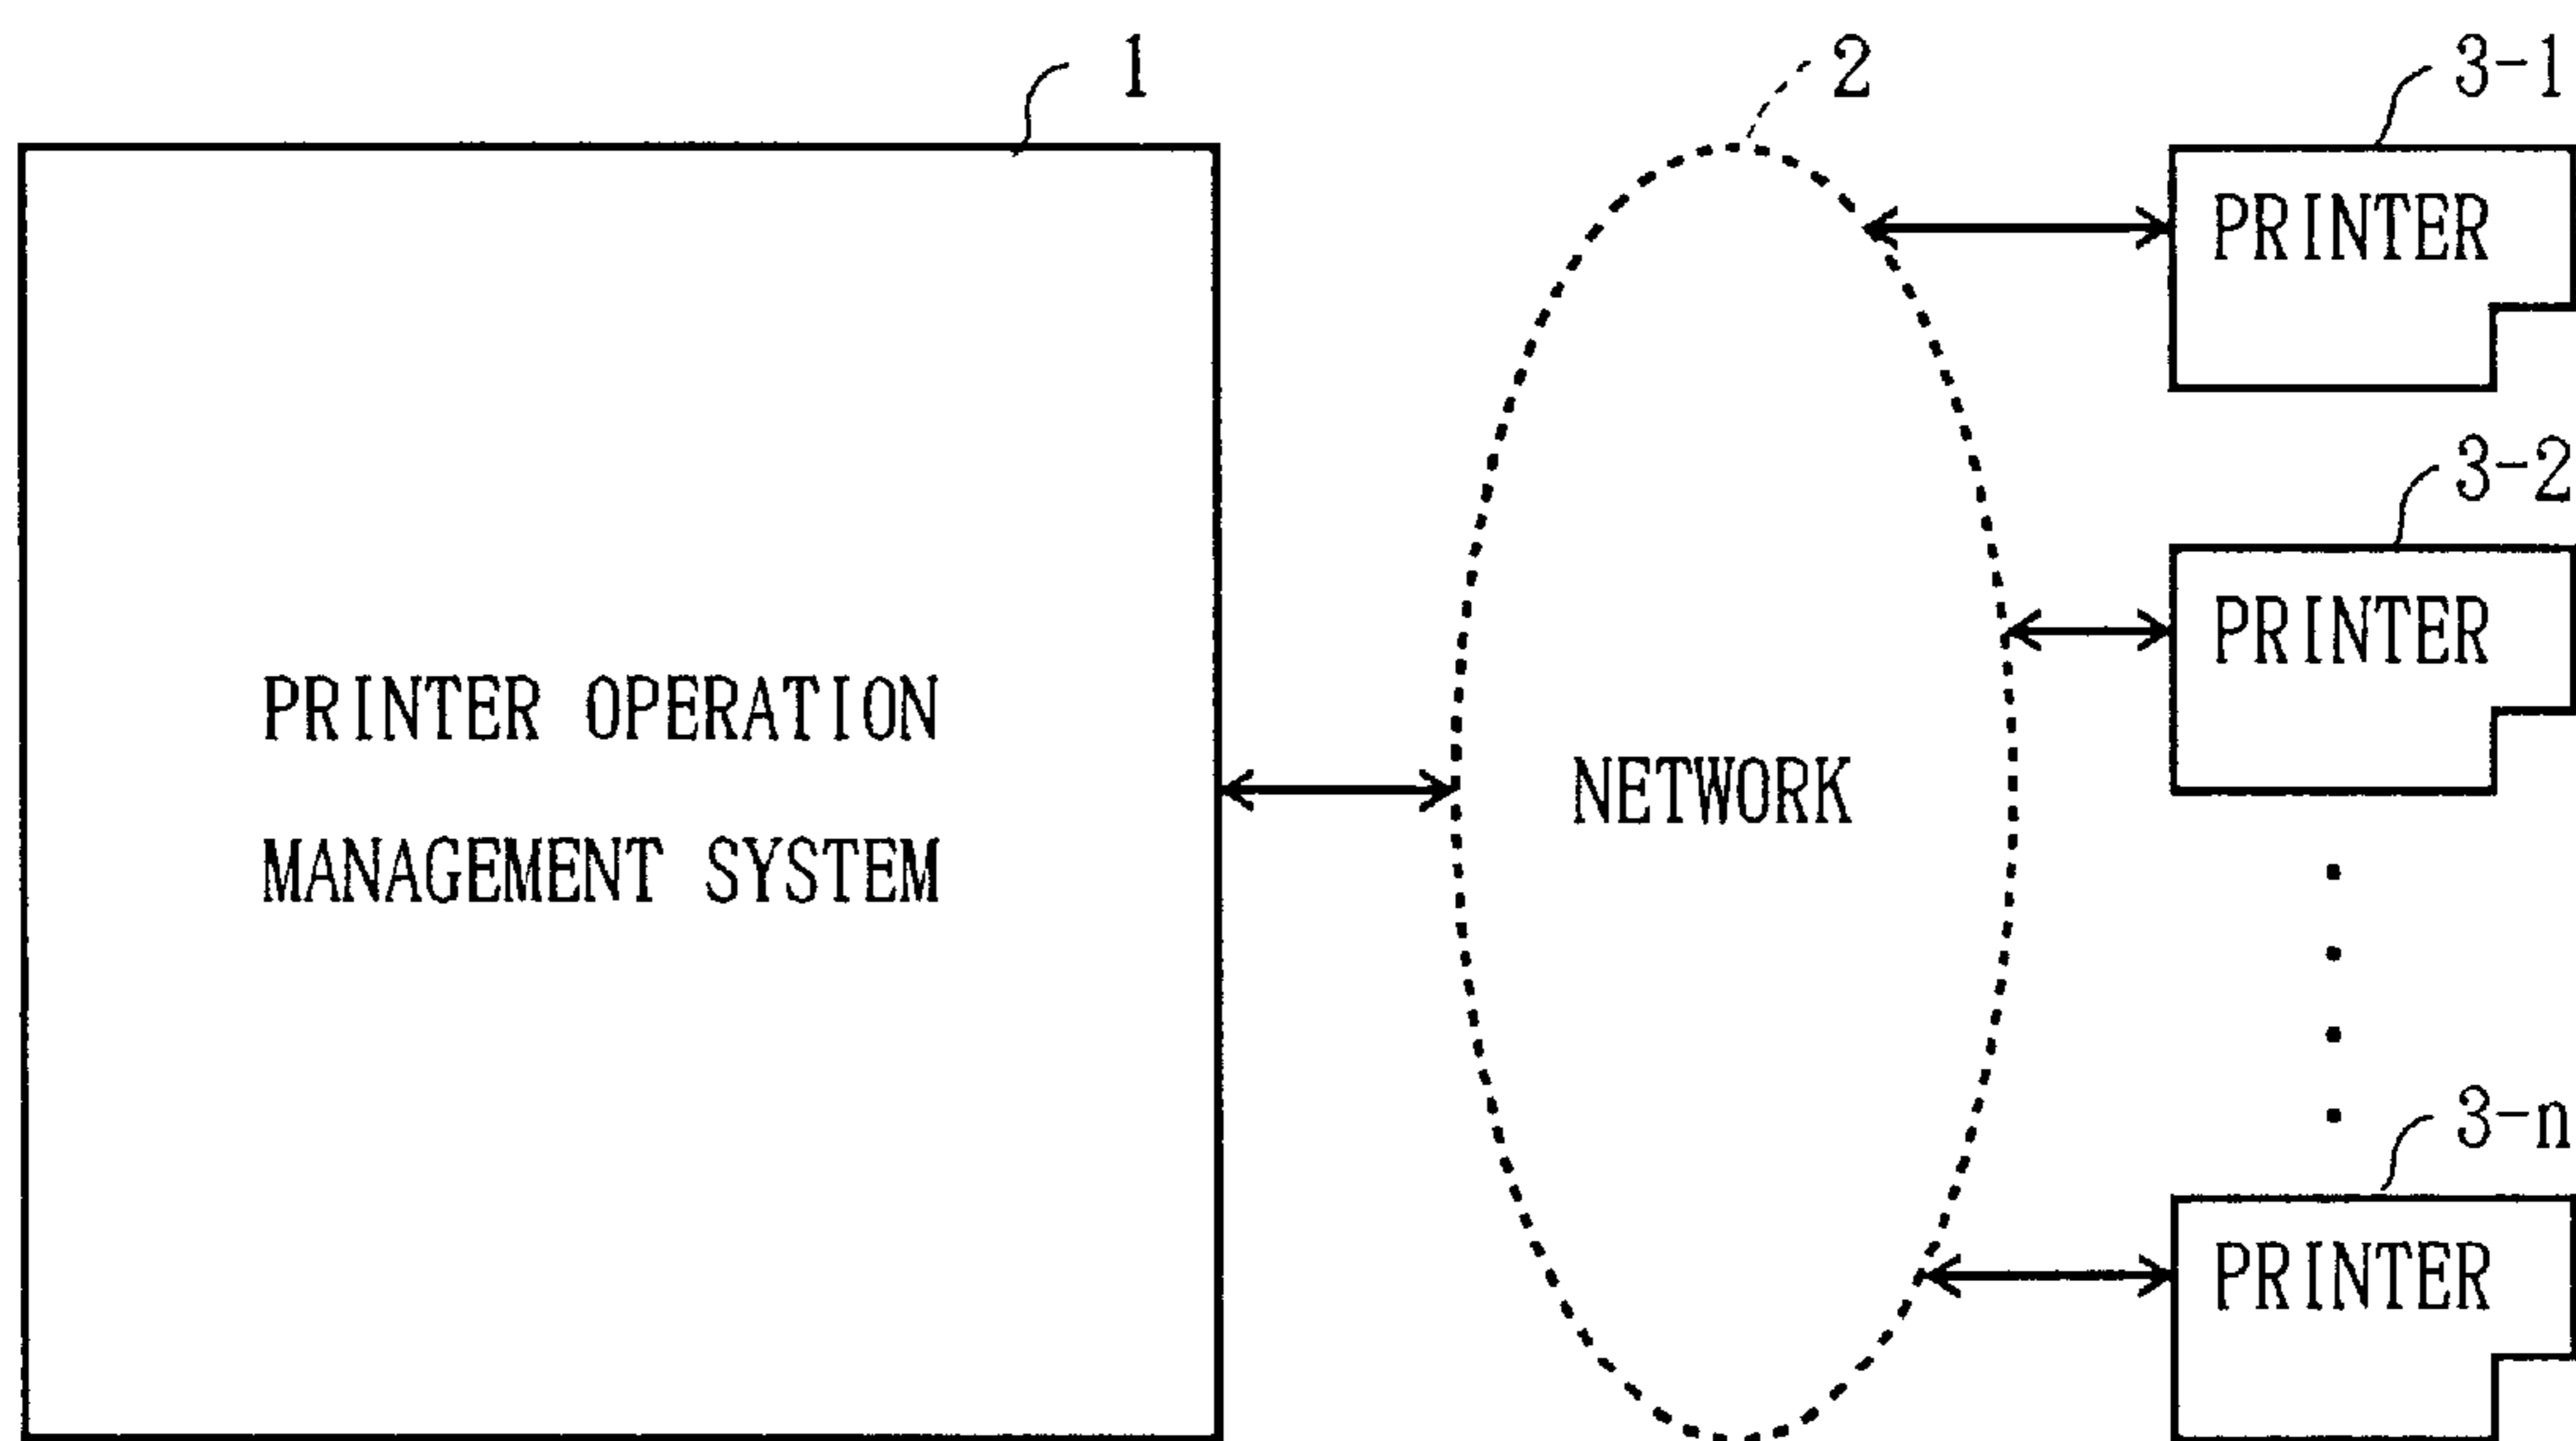 1
2
3-1
PRINTER
3-2
PRINTER
PRINTER OPERATION
MANAGEMENT SYSTEM
NETWORK
3-n
PRINTER